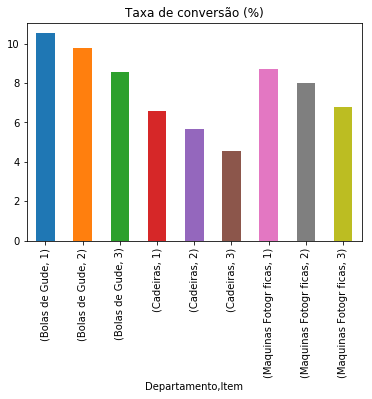 Taxa de conversão (%)
10
8
6
4
2
0
(Bolas de Gude, 1)
(Bolas de Gude, 2)
(Bolas de Gude, 3)
(Cadeiras, 1)
(Cadeiras, 2)
(Cadeiras, 3)
(Maquinas Fotogr ficas, 1)
(Maquinas Fotogr ficas, 2)
(Maquinas Fotogr ficas, 3)
Departamento,Item